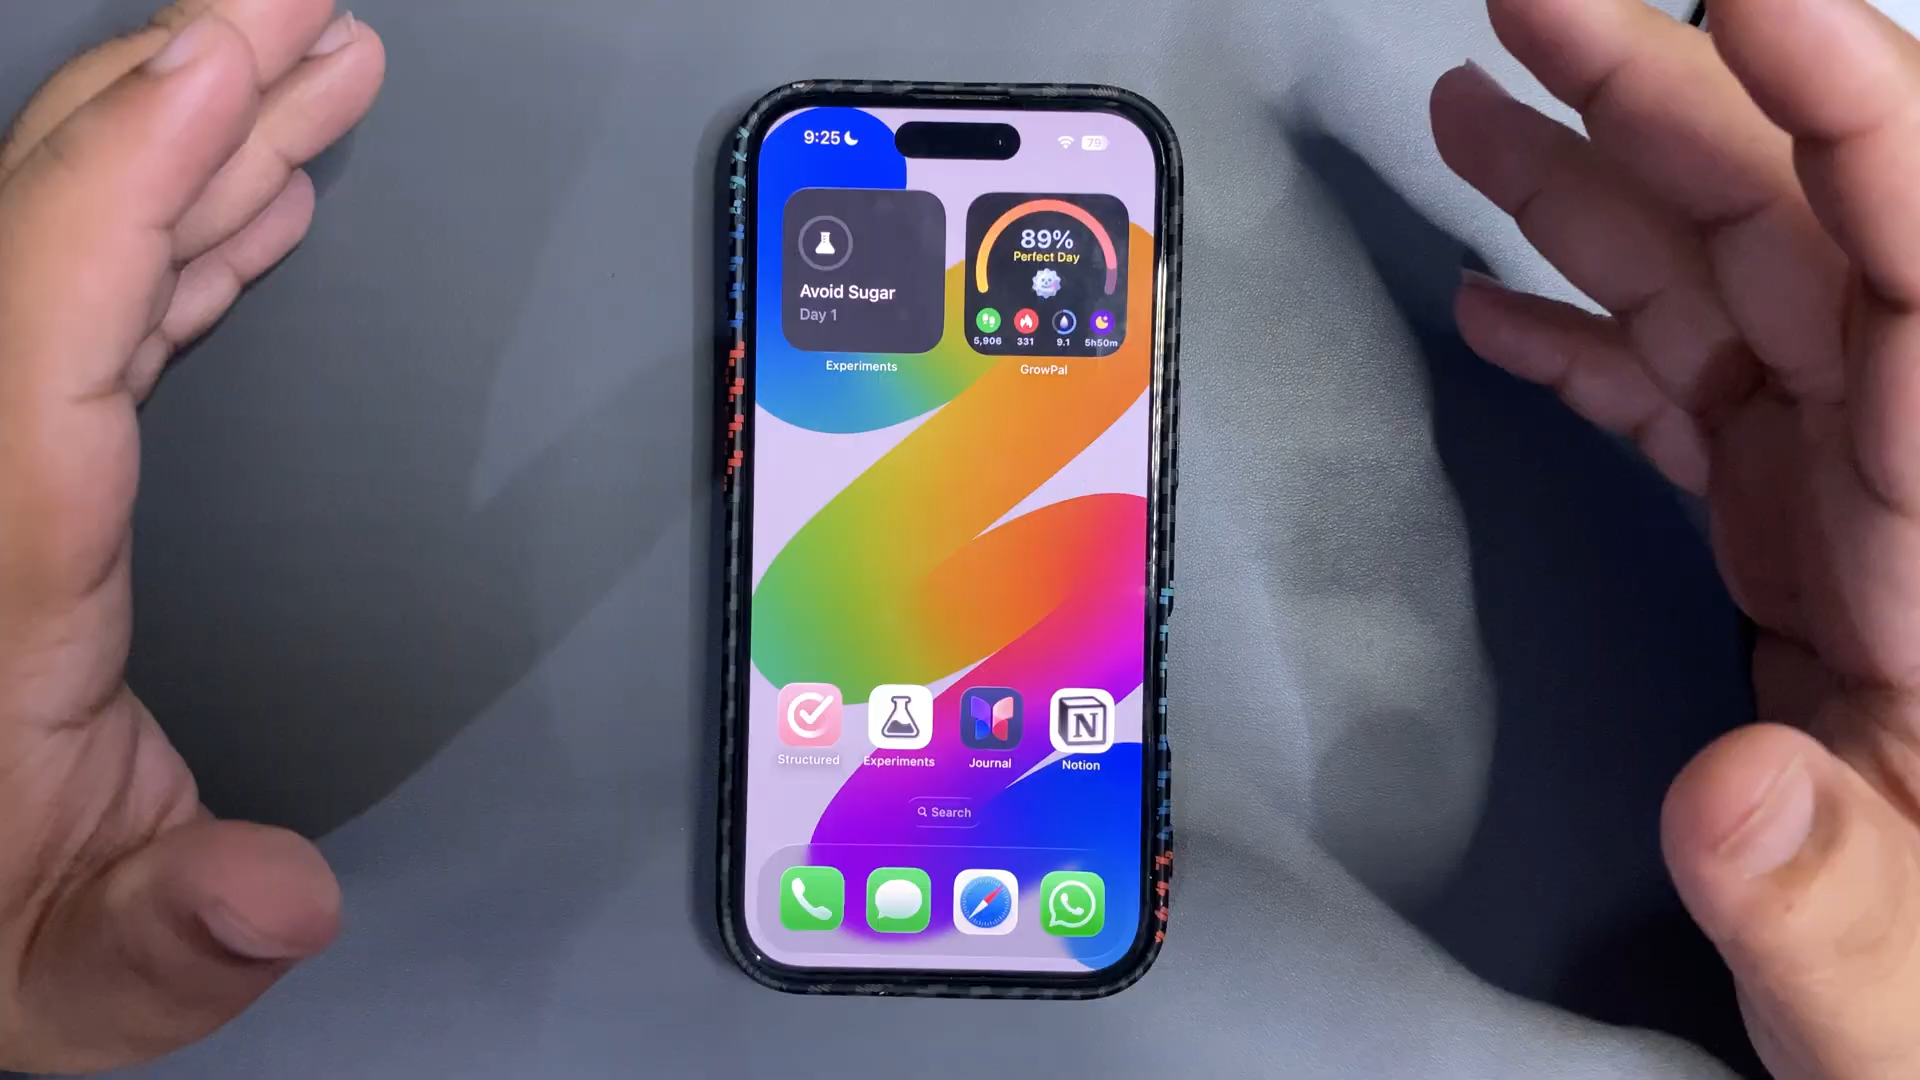 9:25
79
Avoid Sugar
Day 1
Experiments
89%
Perfect Day
5,906 331 9.1 5h50m
GrowPal
Structured Experiments Journal Notion
N
Search